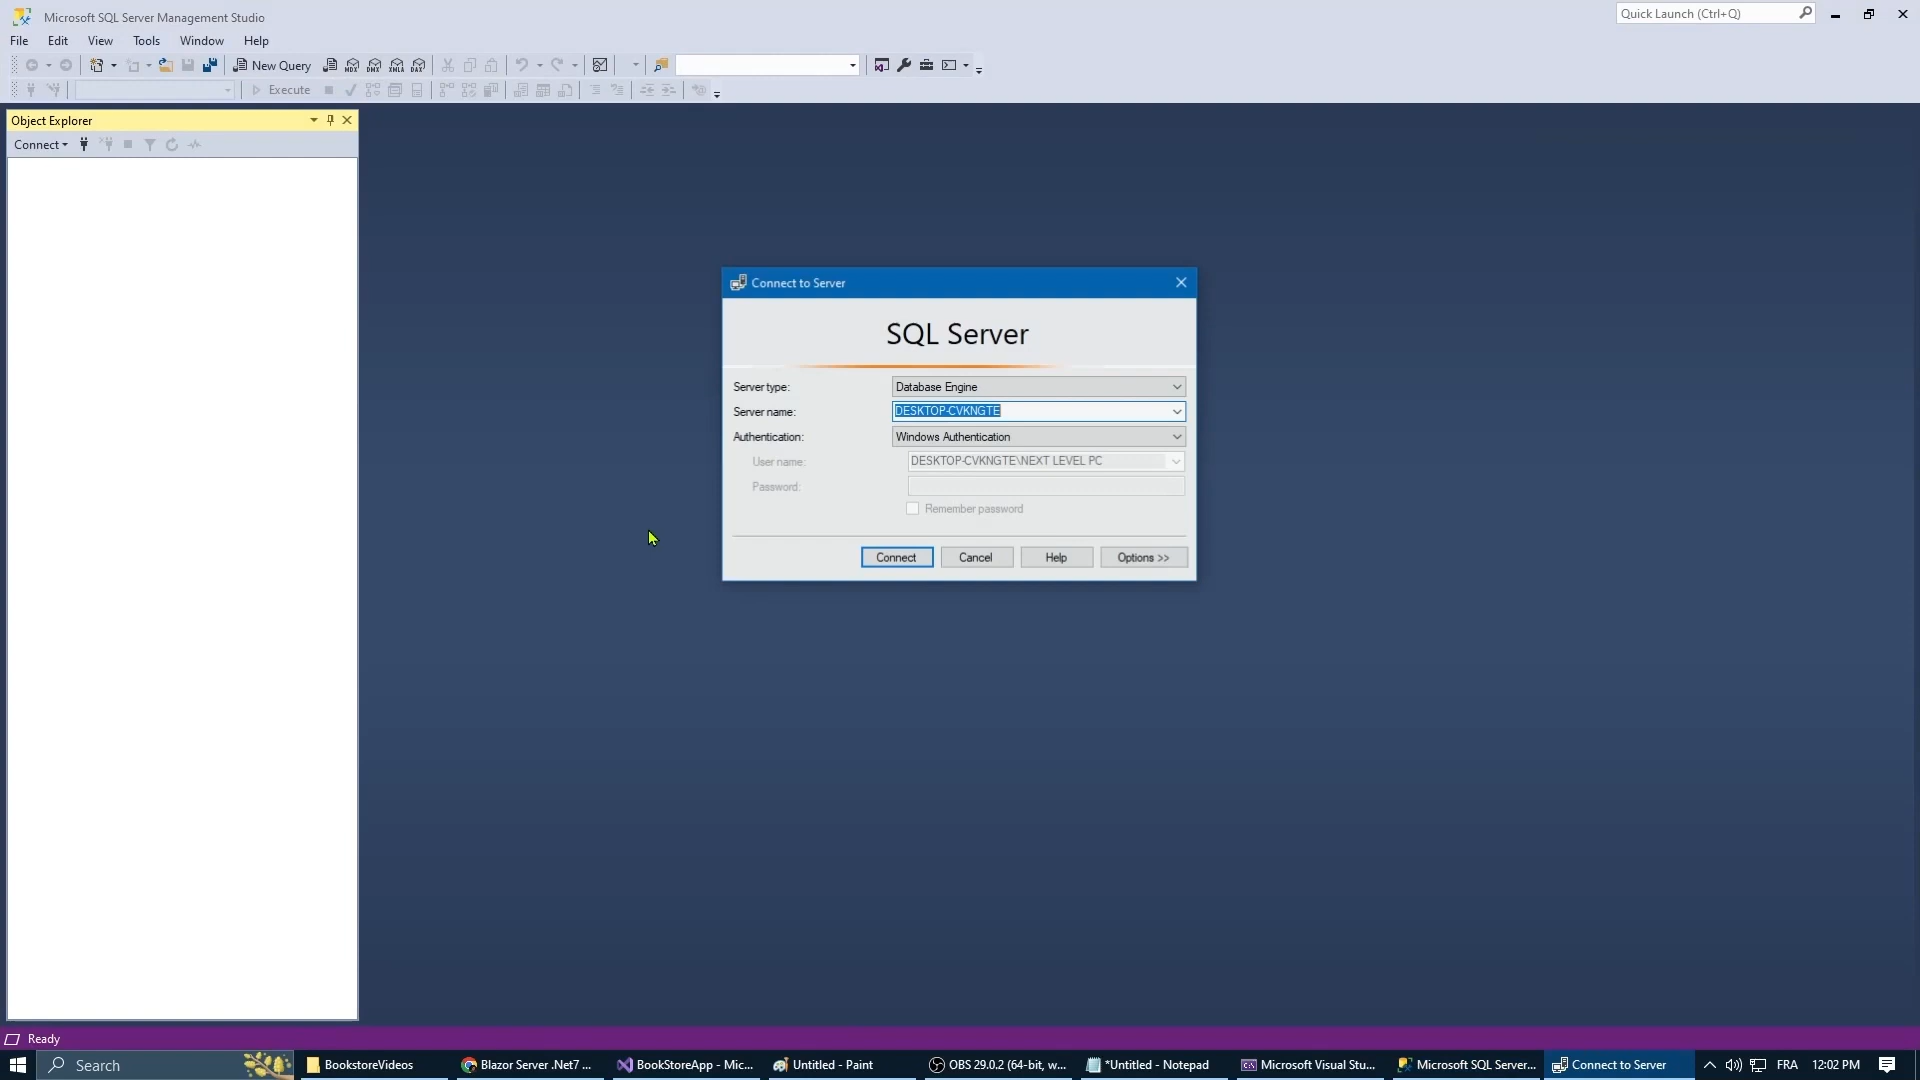 Microsoft SQL Server Management Studio
Quick Launch (Ctrl+Q)
File Edit View Tools Window Help
New Query MDX DMX XMLA DAX
Execute
Object Explorer
Connect
Connect to Server
SQL Server
Server type: Database Engine
Server name: DESKTOP-CVKNGTE
Authentication: Windows Authentication
User name: DESKTOP-CVKNGTE\NEXT LEVEL PC
Password:
Remember password
Connect Cancel Help Options >>
Ready
Search BookstoreVideos Blazor Server .Net7 ... BookStoreApp - Mic... Untitled - Paint OBS 29.0.2 (64-bit, w... *Untitled - Notepad Microsoft Visual Stu... Microsoft SQL Server... Connect to Server FRA 12:02 PM